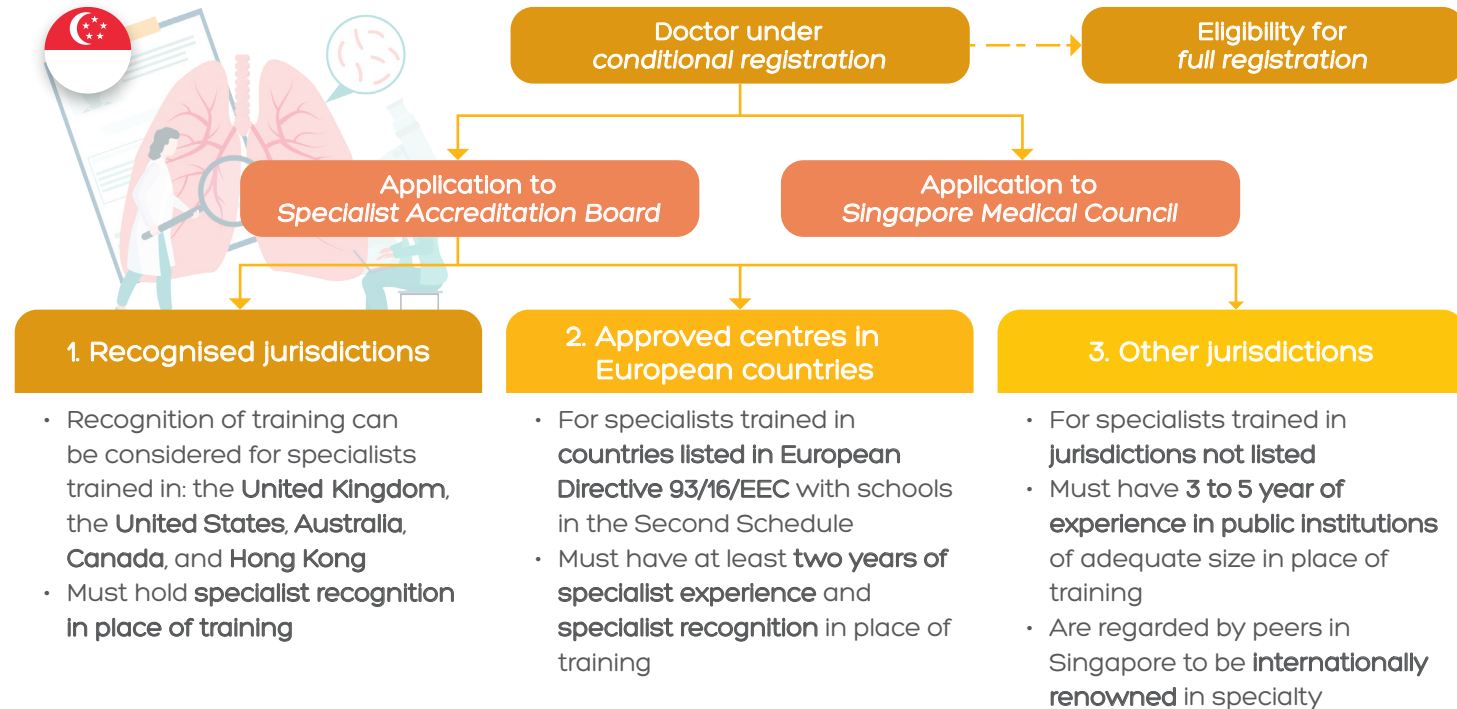 Doctor under
conditional registration
Eligibility for
full registration
Application to
Specialist Accreditation Board
Application to
Singapore Medical Council
1. Recognised jurisdictions
• Recognition of training can
be considered for specialists
trained in: the United Kingdom,
the United States, Australia,
Canada, and Hong Kong
• Must hold specialist recognition
in place of training
2. Approved centres in
European countries
• For specialists trained in
countries listed in European
Directive 93/16/EEC with schools
in the Second Schedule
• Must have at least two years of
specialist experience and
specialist recognition in place of
training
3. Other jurisdictions
• For specialists trained in
jurisdictions not listed
• Must have 3 to 5 year of
experience in public institutions
of adequate size in place of
training
• Are regarded by peers in
Singapore to be internationally
renowned in specialty